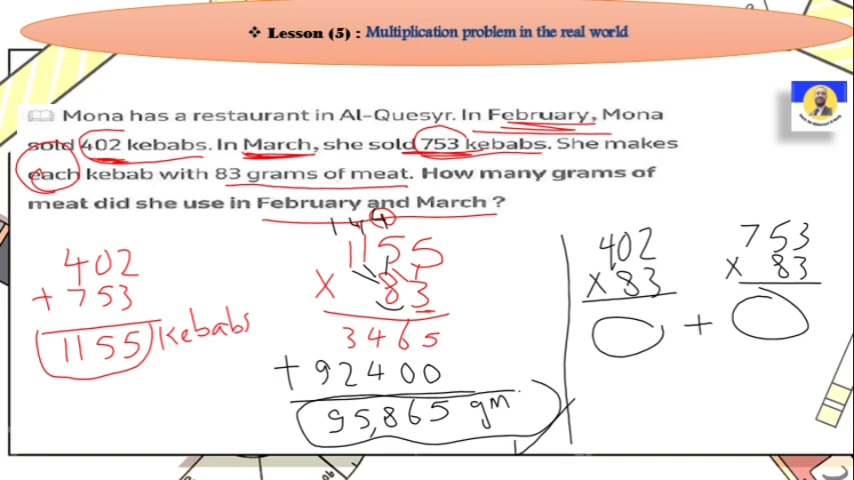 ❖ Lesson (5) : Multiplication problem in the real world
Mona has a restaurant in Al-Quesyr. In February, Mona
sold 402 kebabs. In March, she sold 753 kebabs. She makes
each kebab with 83 grams of meat. How many grams of
meat did she use in February and March ?
402
+ 753
1155 Kebabs
1 4 4
1155
x 83
3465
+ 92400
95,865 gm
402
x 83
+
753
x 83